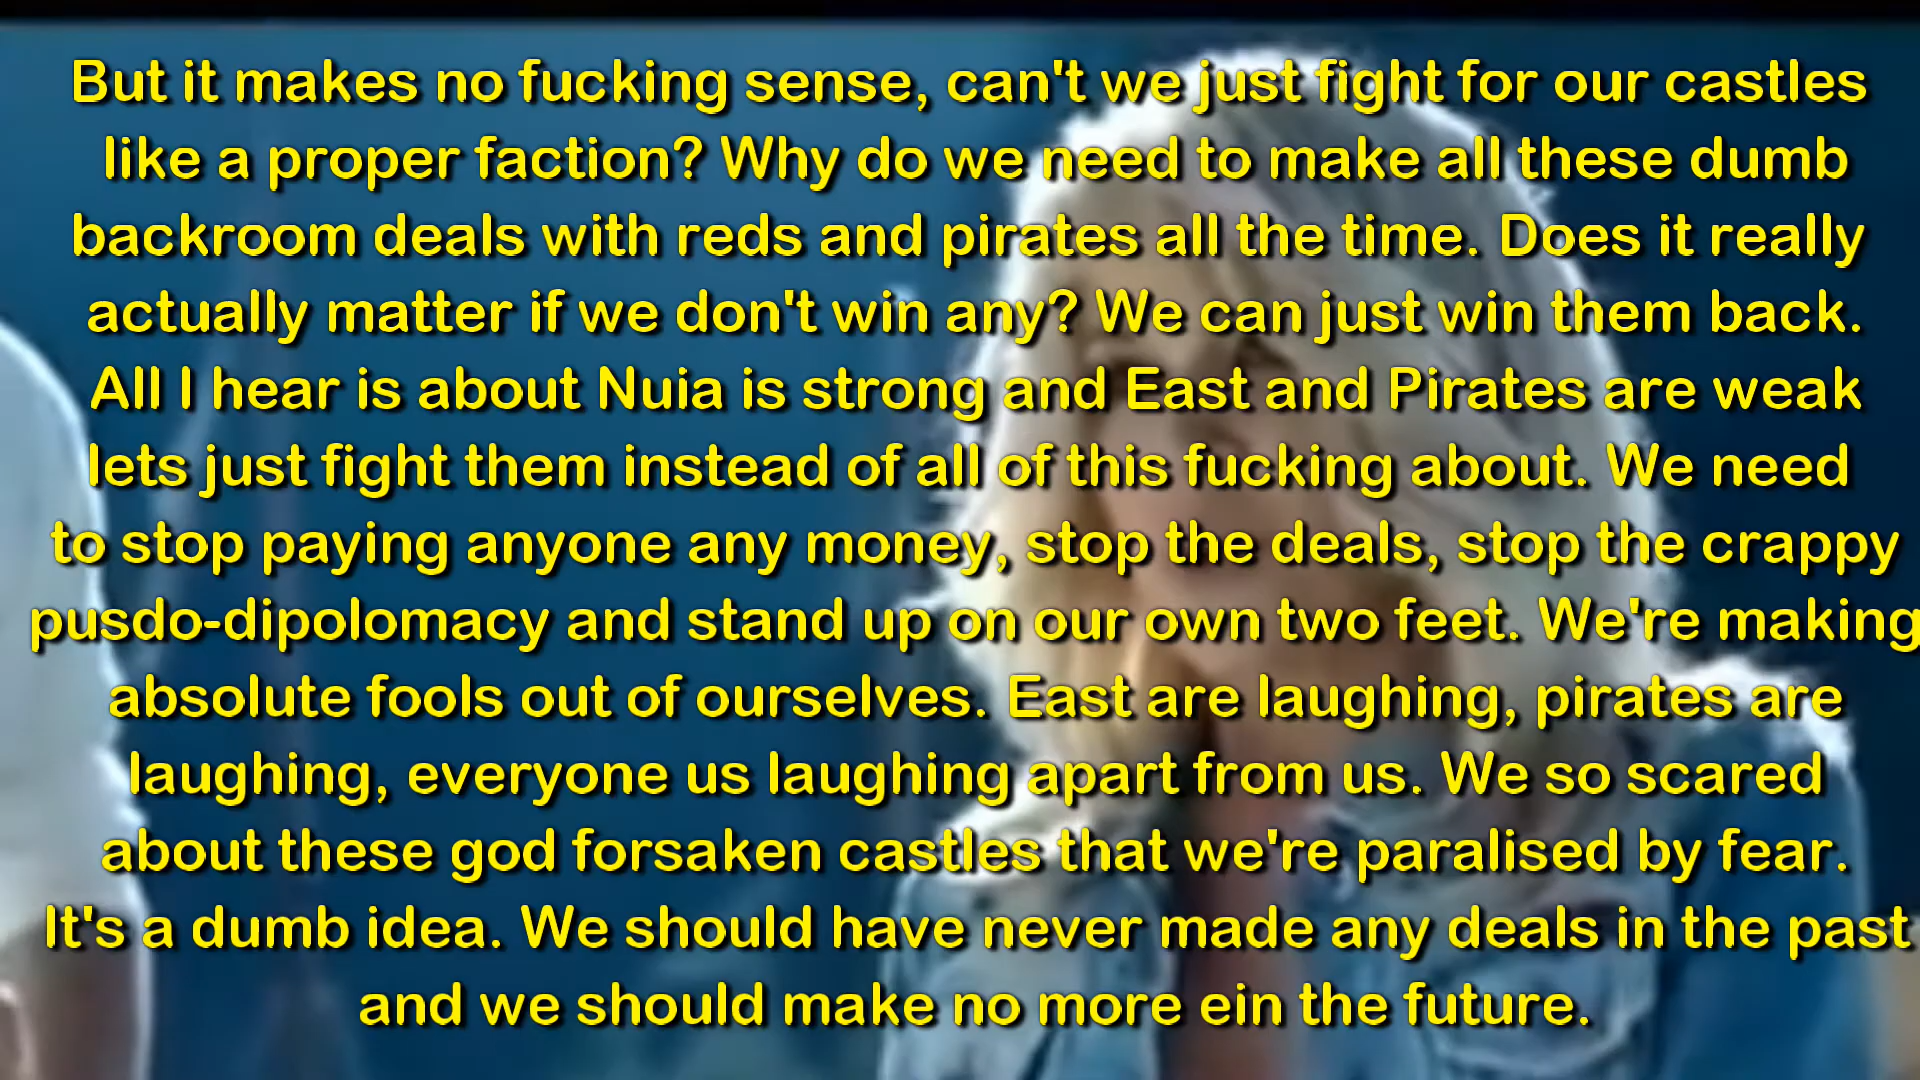 But it makes no fucking sense, can't we just fight for our castles
like a proper faction? Why do we need to make all these dumb
backroom deals with reds and pirates all the time. Does it really
actually matter if we don't win any? We can just win them back.
All I hear is about Nuia is strong and East and Pirates are weak
lets just fight them instead of all of this fucking about. We need
to stop paying anyone any money, stop the deals, stop the crappy
pusdo-dipolomacy and stand up on our own two feet. We're making
absolute fools out of ourselves. East are laughing, pirates are
laughing, everyone us laughing apart from us. We so scared
about these god forsaken castles that we're paralised by fear.
It's a dumb idea. We should have never made any deals in the past
and we should make no more ein the future.